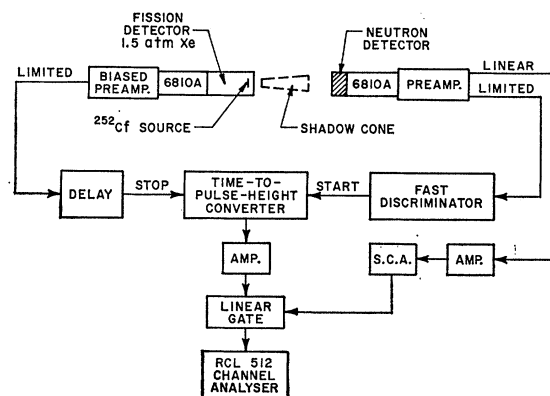 FISSION
DETECTOR
1.5 atm Xe
NEUTRON
DETECTOR
LINEAR
LIMITED
BIASED
PREAMP.
6810A
6810A
PREAMP.
LIMITED
252Cf SOURCE
SHADOW CONE
DELAY
STOP
TIME-TO-
PULSE-HEIGHT
CONVERTER
START
FAST
DISCRIMINATOR
AMP.
S.C.A.
AMP.
LINEAR
GATE
RCL 512
CHANNEL
ANALYSER